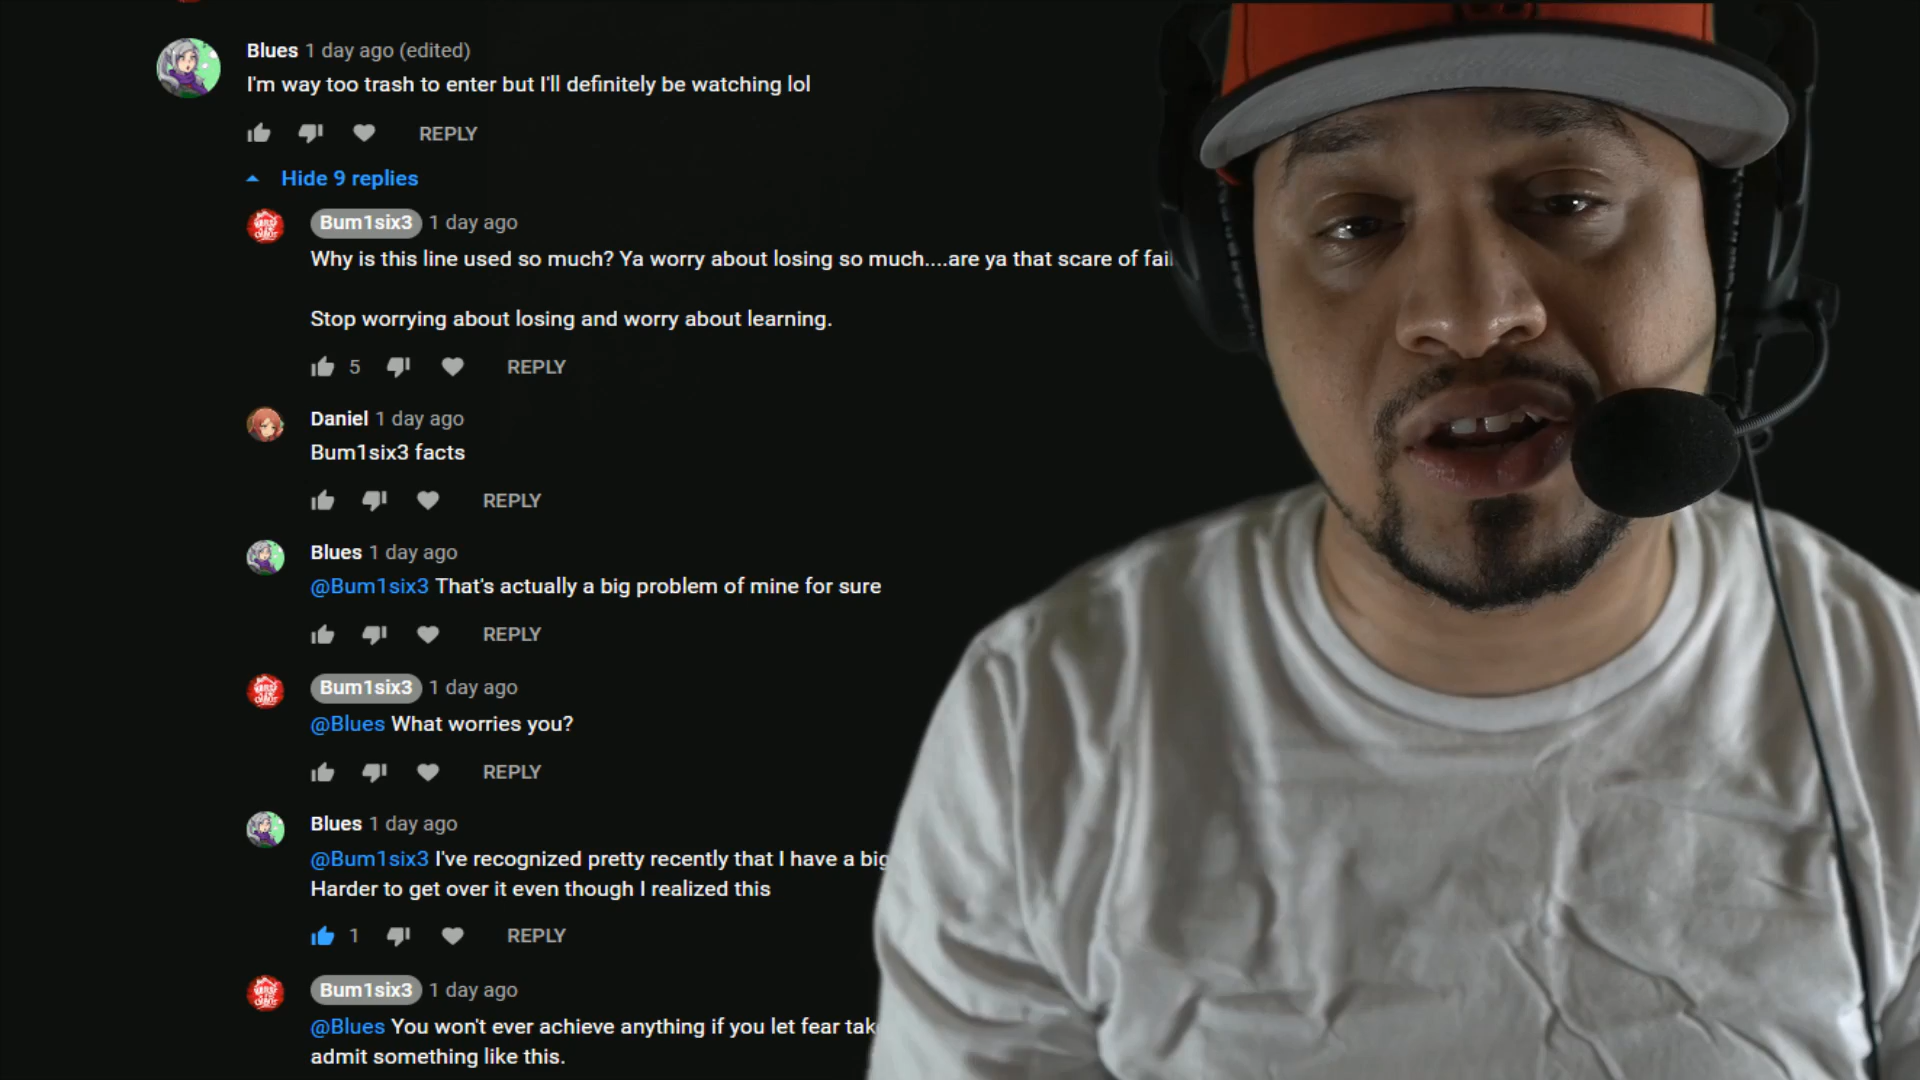 Blues 1 day ago (edited)
I'm way too trash to enter but I'll definitely be watching lol
REPLY
Hide 9 replies
Bum1six3 1 day ago
Why is this line used so much? Ya worry about losing so much....are ya that scare of
Stop worrying about losing and worry about learning.
5 REPLY
Daniel 1 day ago
Bum1six3 facts
REPLY
Blues 1 day ago
@Bum1six3 That's actually a big problem of mine for sure
REPLY
Bum1six3 1 day ago
@Blues What worries you?
REPLY
Blues 1 day ago
@Bum1six3 I've recognized pretty recently that I have a big
Harder to get over it even though I realized this
1 REPLY
Bum1six3 1 day ago
@Blues You won't ever achieve anything if you let fear
admit something like this.